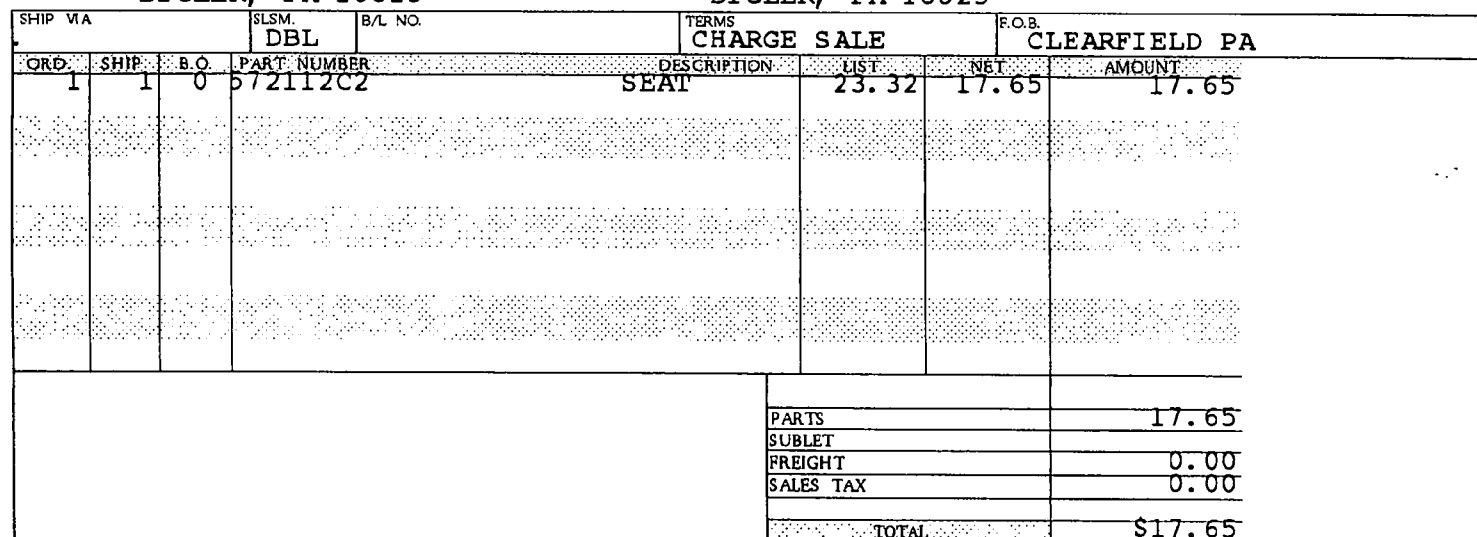 SHIP VIA SLSM. B/L NO. TERMS F.O.B.
DBL CHARGE SALE CLEARFIELD PA
ORD. SHIP B.O. PART NUMBER DESCRIPTION LIST NET AMOUNT
1 1 0 572112C2 SEAT 23.32 17.65 17.65
PARTS 17.65
SUBLET
FREIGHT 0.00
SALES TAX 0.00
TOTAL $17.65